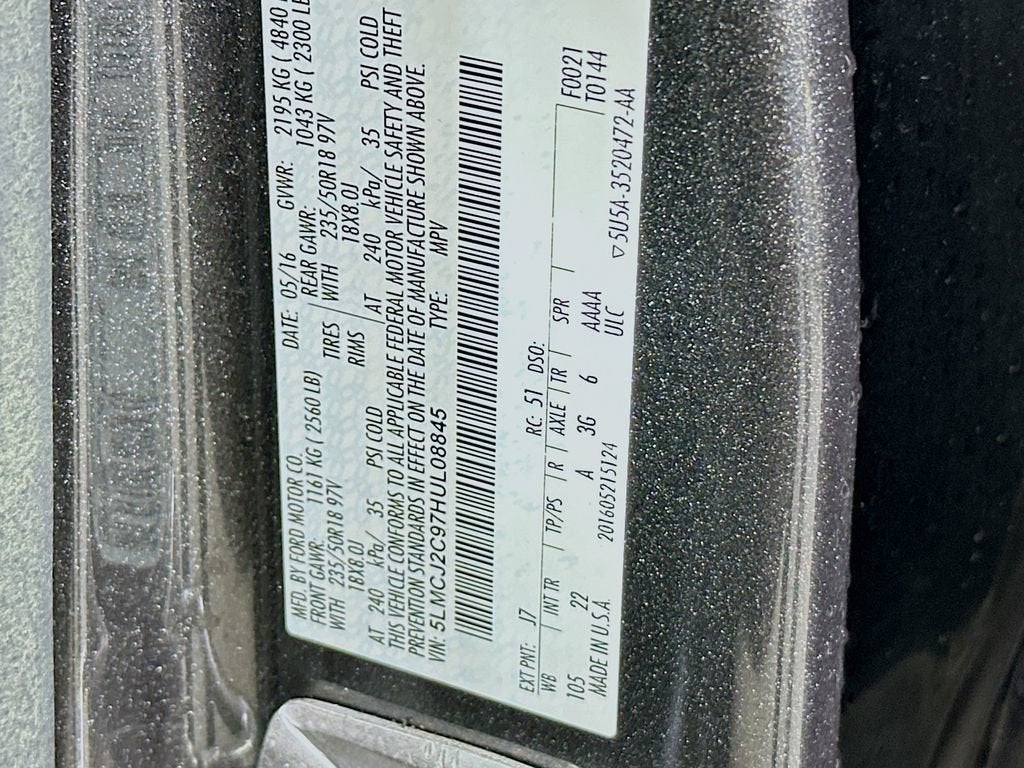 MFD. BY FORD MOTOR CO. DATE: 05/16 GVWR: 2195 KG ( 4840
FRONT GAWR: 1161 KG ( 2560 LB) REAR GAWR: 1043 KG ( 2300 LB
WITH 235/50R18 97V TIRES WITH 235/50R18 97V
18X8.0J RIMS 18X8.0J
AT 240 kPa/ 35 PSI COLD AT 240 kPa/ 35 PSI COLD
THIS VEHICLE CONFORMS TO ALL APPLICABLE FEDERAL MOTOR VEHICLE SAFETY AND THEFT
PREVENTION STANDARDS IN EFFECT ON THE DATE OF MANUFACTURE SHOWN ABOVE.
VIN: 5LMCJ2C97HUL08845 TYPE: MPV
EXT PNT: J7 RC: 51 DSO: F0021
WB | INT TR | TP/PS | R | AXLE | TR | SPR | T0144
105 22 A 3G 6 AAAA
MADE IN U.S.A. 20160521512<br>4 ULC ▽5U5A-3520472-AA